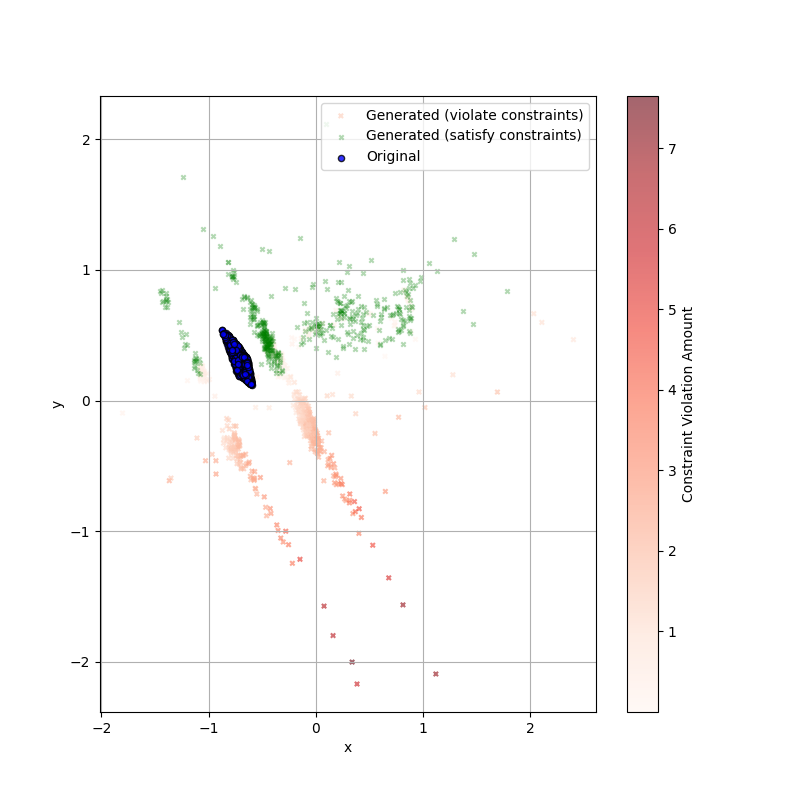 Generated (violate constraints)
Generated (satisfy constraints)
Original
2
1
0
−1
−2
y
−2
−1
0
1
2
x
7
6
5
4
3
2
1
Constraint Violation Amount